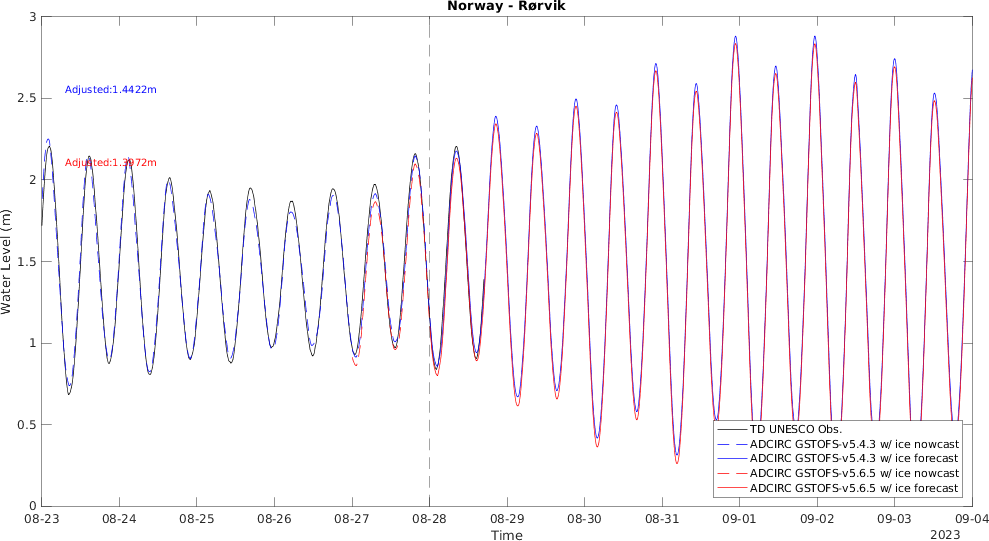 Norway - Rørvik
3
2.5
2
1.5
1
0.5
0
Water Level (m)
Adjusted:1.4422m
Adjusted:1.3972m
TD UNESCO Obs.
ADCIRC GSTOFS-v5.4.3 w/ ice nowcast
ADCIRC GSTOFS-v5.4.3 w/ ice forecast
ADCIRC GSTOFS-v5.6.5 w/ ice nowcast
ADCIRC GSTOFS-v5.6.5 w/ ice forecast
08-23 08-24 08-25 08-26 08-27 08-28 08-29 08-30 08-31 09-01 09-02 09-03 09-04
Time
2023